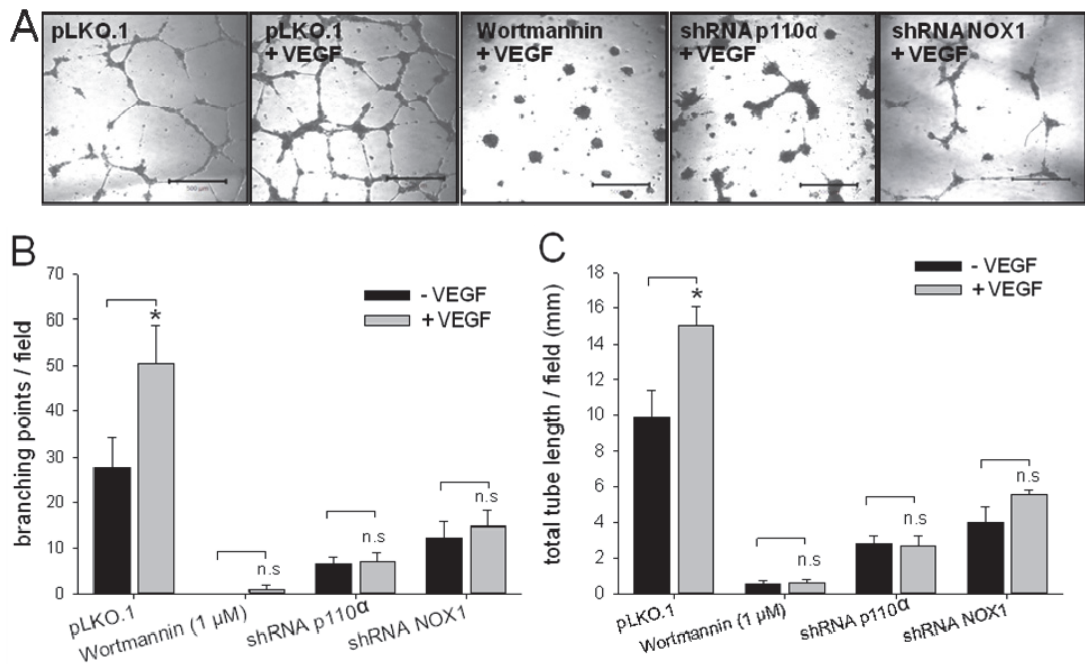 A
pLKO.1
pLKO.1
+ VEGF
Wortmannin
+ VEGF
shRNA p110α
+ VEGF
shRNA NOX1
+ VEGF
500 µm
B
branching points / field
70
60
50
40
30
20
10
0
- VEGF
+ VEGF
*
n.s
n.s
n.s
pLKO.1
Wortmannin (1 µM)
shRNA p110α
shRNA NOX1
C
total tube length / field (mm)
18
16
14
12
10
8
6
4
2
0
- VEGF
+ VEGF
*
n.s
n.s
n.s
pLKO.1
Wortmannin (1 µM)
shRNA p110α
shRNA NOX1